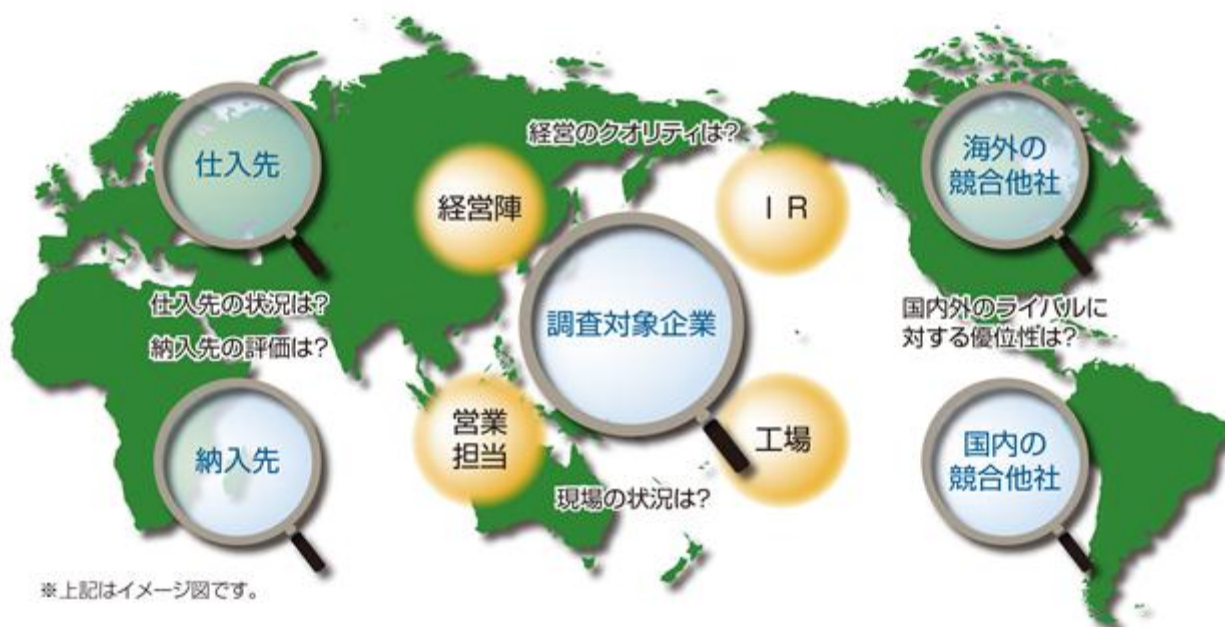 経営のクオリティは?
仕入先
経営陣
ＩＲ
海外の
競合他社
調査対象企業
仕入先の状況は?
納入先の評価は?
国内外のライバルに
対する優位性は?
納入先
営業
担当
工場
国内の
競合他社
現場の状況は?
※上記はイメージ図です。